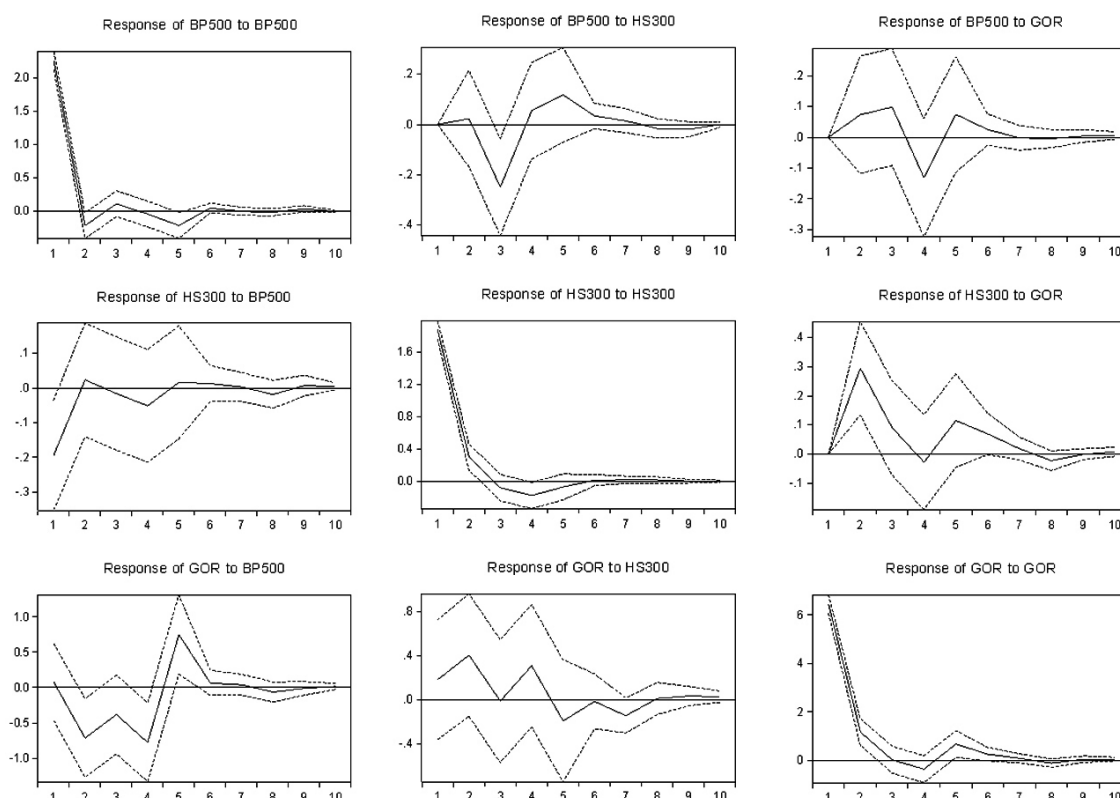 Response of BP500 to BP500
2.0
1.5
1.0
0.5
0.0
1 2 3 4 5 6 7 8 9 10
Response of BP500 to HS300
.2
.0
-.2
-.4
1 2 3 4 5 6 7 8 9 10
Response of BP500 to GOR
.2
.1
.0
-.1
-.2
-.3
1 2 3 4 5 6 7 8 9 10
Response of HS300 to BP500
.1
.0
-.1
-.2
-.3
1 2 3 4 5 6 7 8 9 10
Response of HS300 to HS300
1.6
1.2
0.8
0.4
0.0
1 2 3 4 5 6 7 8 9 10
Response of HS300 to GOR
.4
.3
.2
.1
.0
-.1
1 2 3 4 5 6 7 8 9 10
Response of GOR to BP500
1.0
0.5
0.0
-0.5
-1.0
1 2 3 4 5 6 7 8 9 10
Response of GOR to HS300
.8
.4
.0
-.4
1 2 3 4 5 6 7 8 9 10
Response of GOR to GOR
6
4
2
0
1 2 3 4 5 6 7 8 9 10